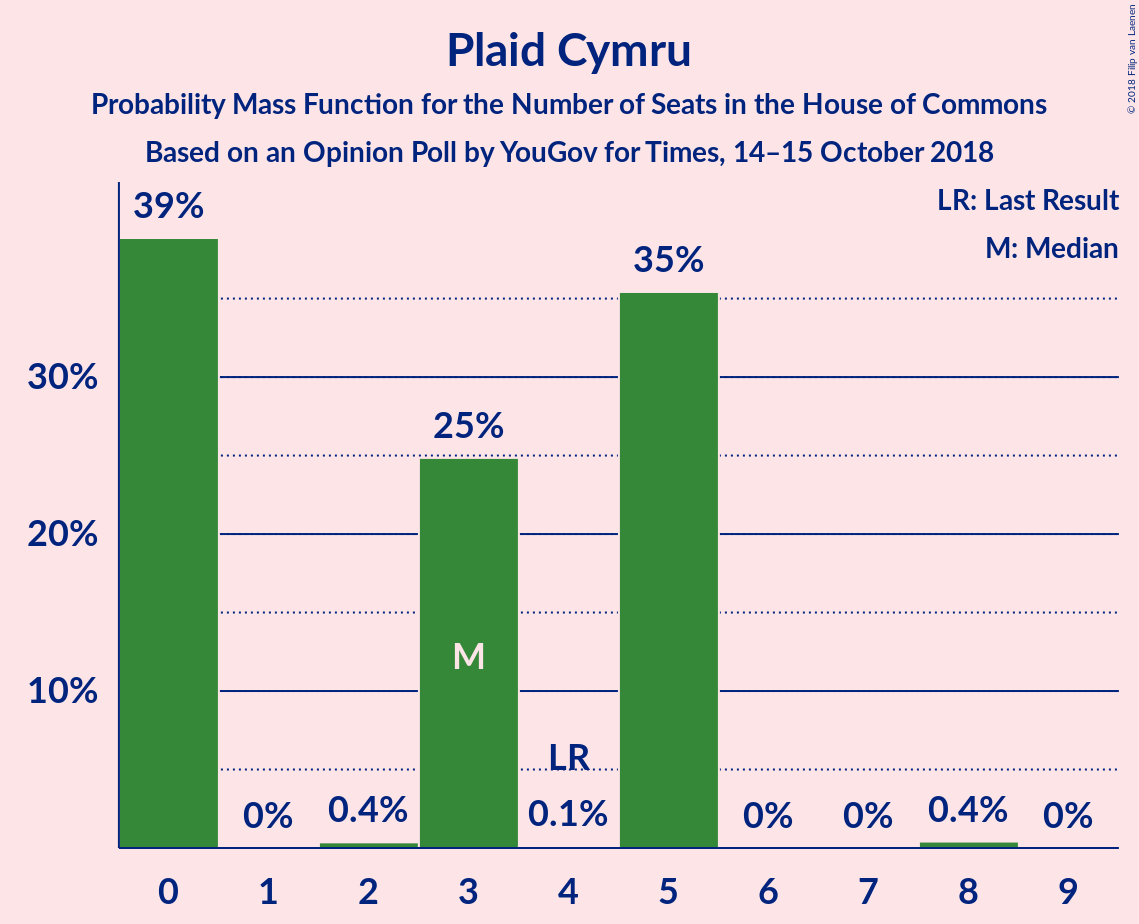 Plaid Cymru
Probability Mass Function for the Number of Seats in the House of Commons
Based on an Opinion Poll by YouGov for Times, 14–15 October 2018
© 2018 Filip van Laenen
LR: Last Result
M: Median
39%
35%
30%
25%
20%
M
10%
LR
0%
0.4%
0.1%
0%
0%
0.4%
0%
0 1 2 3 4 5 6 7 8 9